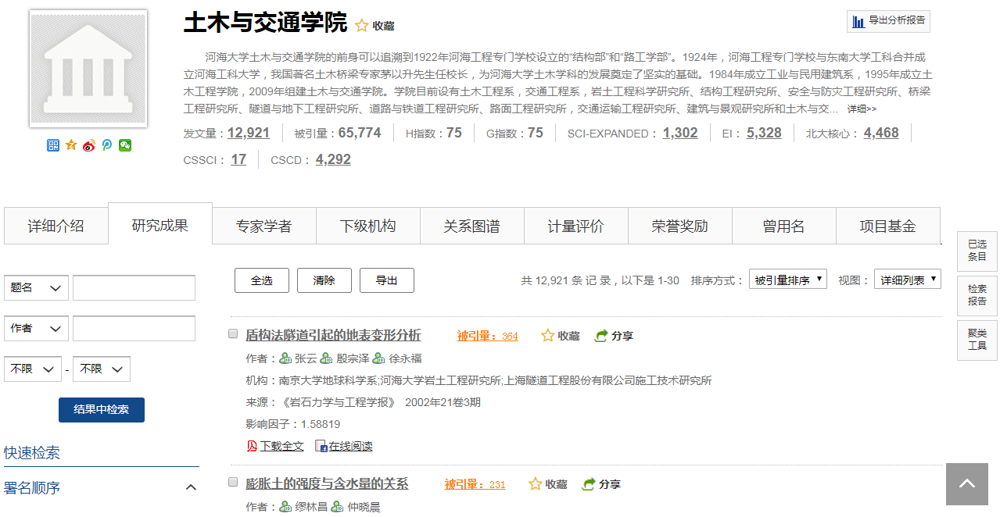 土木与交通学院 收藏
导出分析报告
河海大学土木与交通学院的前身可以追溯到1922年河海工程专门学校设立的“结构部”和“路工学部”。1924年，河海工程专门学校与东南大学工科合并成
立河海工科大学，我国著名土木桥梁专家茅以升先生任校长，为河海大学土木学科的发展奠定了坚实的基础。1984年成立工业与民用建筑系，1995年成立土
木工程学院，2009年组建土木与交通学院。学院目前设有土木工程系，交通工程系，岩土工程科学研究所、结构工程研究所、安全与防灾工程研究所、桥梁
工程研究所、隧道与地下工程研究所、道路与铁道工程研究所、路面工程研究所，交通运输工程研究所、建筑与景观研究所和土木与交... 详细>>
发文量：12,921 被引量：65,774 H指数：75 G指数：75 SCI-EXPANDED：1,302 EI：5,328 北大核心：4,468
CSSCI：17 CSCD：4,292
详细介绍 研究成果 专家学者 下级机构 关系图谱 计量评价 荣誉奖励 曾用名 项目基金
已选
条目
检索
报告
聚类
工具
题名
作者
不限 - 不限
结果中检索
快速检索
署名顺序
全选 清除 导出 共 12,921 条 记 录，以下是 1-30 排序方式： 被引量排序 视图： 详细列表
盾构法隧道引起的地表变形分析 被引量：364 收藏 分享
作者：张云 殷宗泽 徐永福
机构：南京大学地球科学系;河海大学岩土工程研究所;上海隧道工程股份有限公司施工技术研究所
来源：《岩石力学与工程学报》 2002年21卷3期
影响因子：1.58819
下载全文 在线阅读
膨胀土的强度与含水量的关系 被引量：231 收藏 分享
作者：缪林昌 仲晓晨